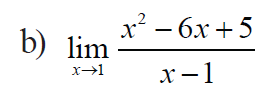 b) lim x→1 (x² − 6x + 5)/(x − 1)